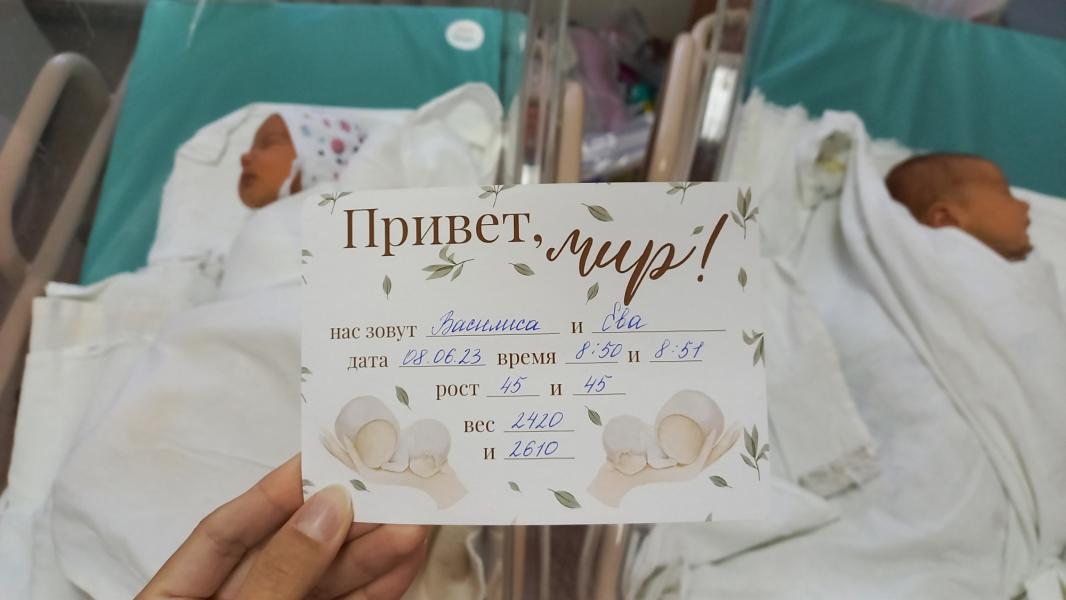 Привет, мир!
нас зовут Василиса и Ева
дата 08.06.23 время 8:50 и 8:51
рост 45 и 45
вес 2420
и 2610